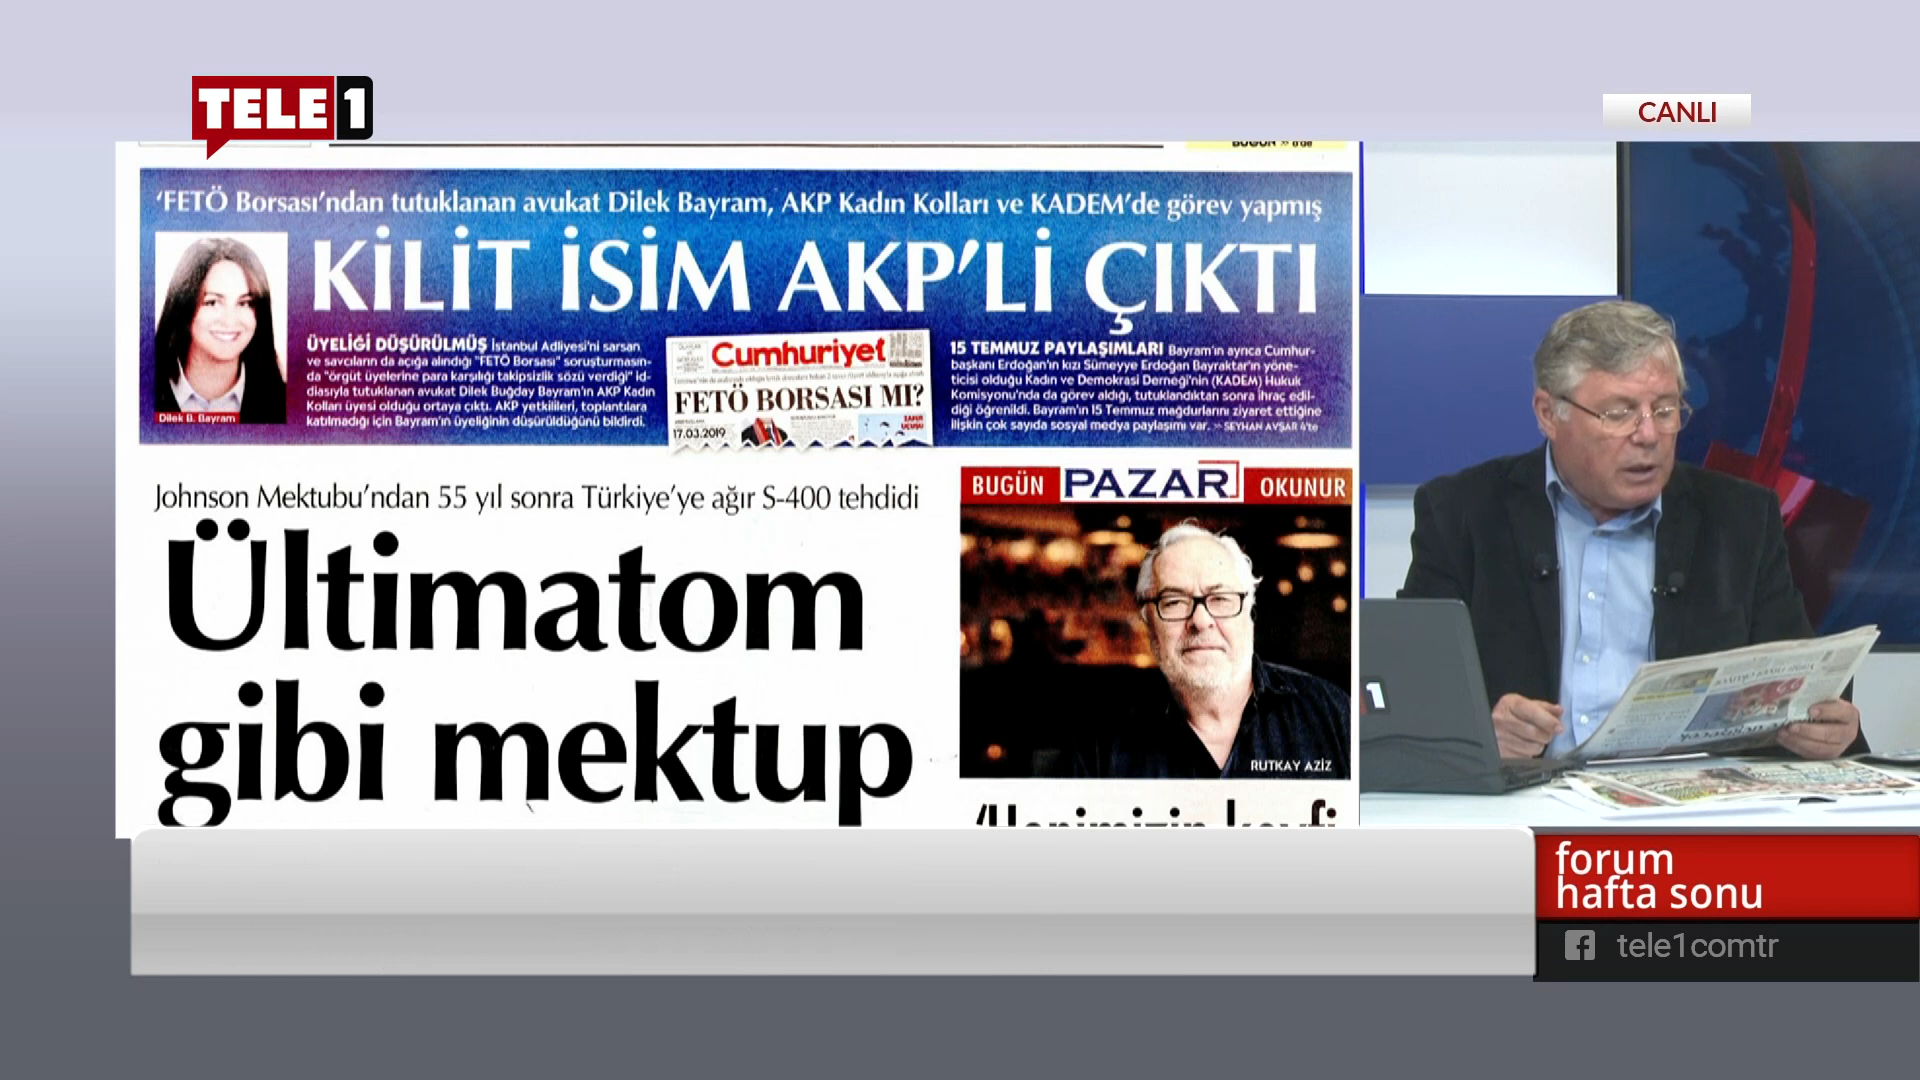 TELE1
CANLI
BUGÜN » 8'de
'FETÖ Borsası'ndan tutuklanan avukat Dilek Bayram, AKP Kadın Kolları ve KADEM'de görev yapmış
KİLİT İSİM AKP'Lİ ÇIKTI
Dilek B. Bayram
ÜYELİĞİ DÜŞÜRÜLMÜŞ İstanbul Adliyesi'ni sarsan
ve savcıların da açığa alındığı "FETÖ Borsası" soruşturmasın-
da "örgüt üyelerine para karşılığı takipsizlik sözü verdiği" id-
diasıyla tutuklanan avukat Dilek Buğday Bayram'ın AKP Kadın
Kolları üyesi olduğu ortaya çıktı. AKP yetkilileri, toplantılara
katılmadığı için Bayram'ın üyeliğinin düşürüldüğünü bildirdi.
Cumhuriyet
FETÖ BORSASI MI?
17.03.2019
15 TEMMUZ PAYLAŞIMLARI Bayram'ın ayrıca Cumhur-
başkanı Erdoğan'ın kızı Sümeyye Erdoğan Bayraktar'ın yöne-
ticisi olduğu Kadın ve Demokrasi Derneği'nin (KADEM) Hukuk
Komisyonu'nda da görev aldığı, tutuklandıktan sonra ihraç edil-
diği öğrenildi. Bayram'ın 15 Temmuz mağdurlarını ziyaret ettiğine
ilişkin çok sayıda sosyal medya paylaşımı var. » SEYHAN AVŞAR 4'te
Johnson Mektubu'ndan 55 yıl sonra Türkiye'ye ağır S-400 tehdidi
Ültimatom
gibi mektup
BUGÜN PAZAR OKUNUR
RUTKAY AZİZ
1
forum
hafta sonu
tele1comtr